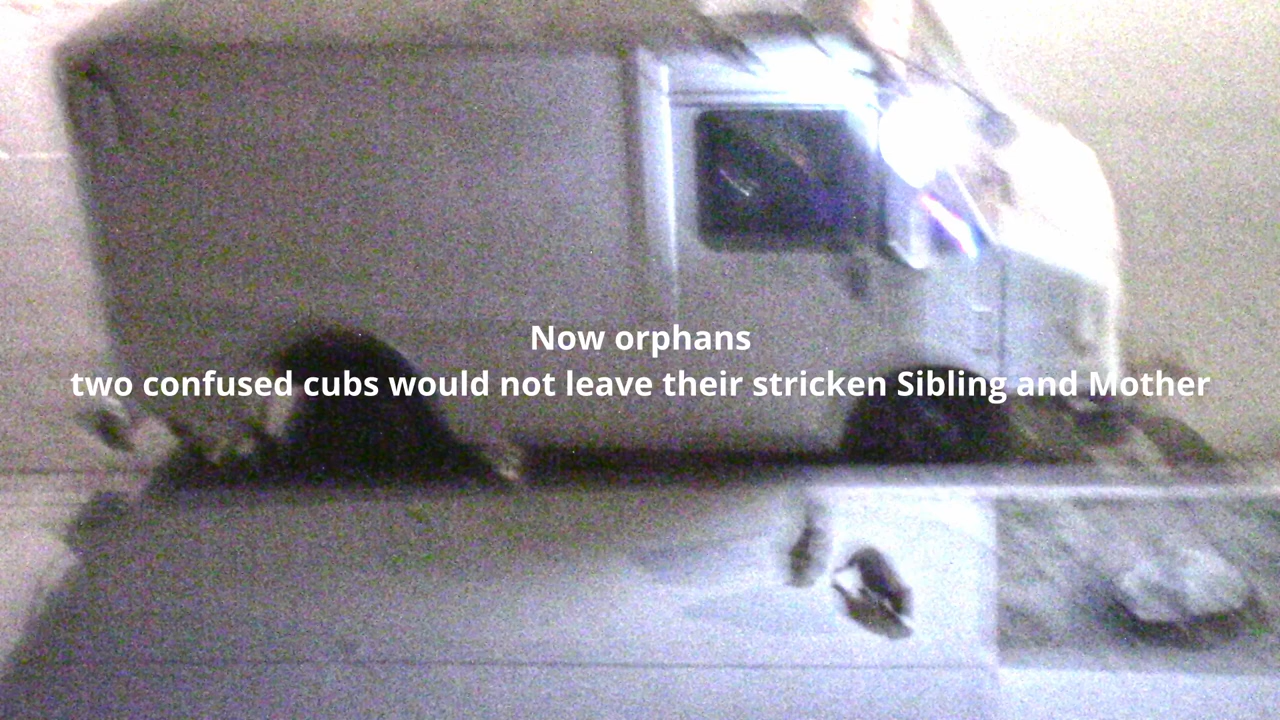 Now orphans
two confused cubs would not leave their stricken Sibling and Mother